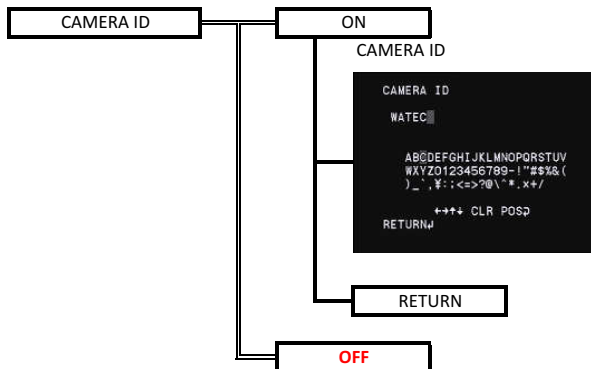 CAMERA ID
ON
CAMERA ID
CAMERA ID
WATEC
ABCDEFGHIJKLMNOPQRSTUV
WXYZ0123456789-!"#$%&(
)_`,¥:;<=>?@\^*.x+/
←→↑↓ CLR POS⤶
RETURN↵
RETURN
OFF